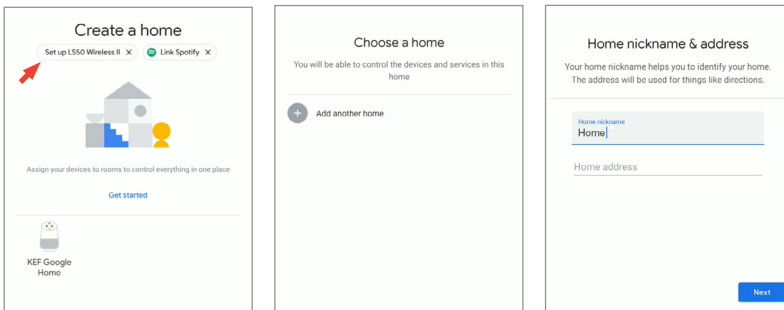 Create a home
Set up LS50 Wireless II X
Link Spotify X
Assign your devices to rooms to control everything in one place
Get started
KEF Google
Home
Choose a home
You will be able to control the devices and services in this
home
Add another home
Home nickname & address
Your home nickname helps you to identify your home.
The address will be used for things like directions.
Home nickname
Home
Home address
Next